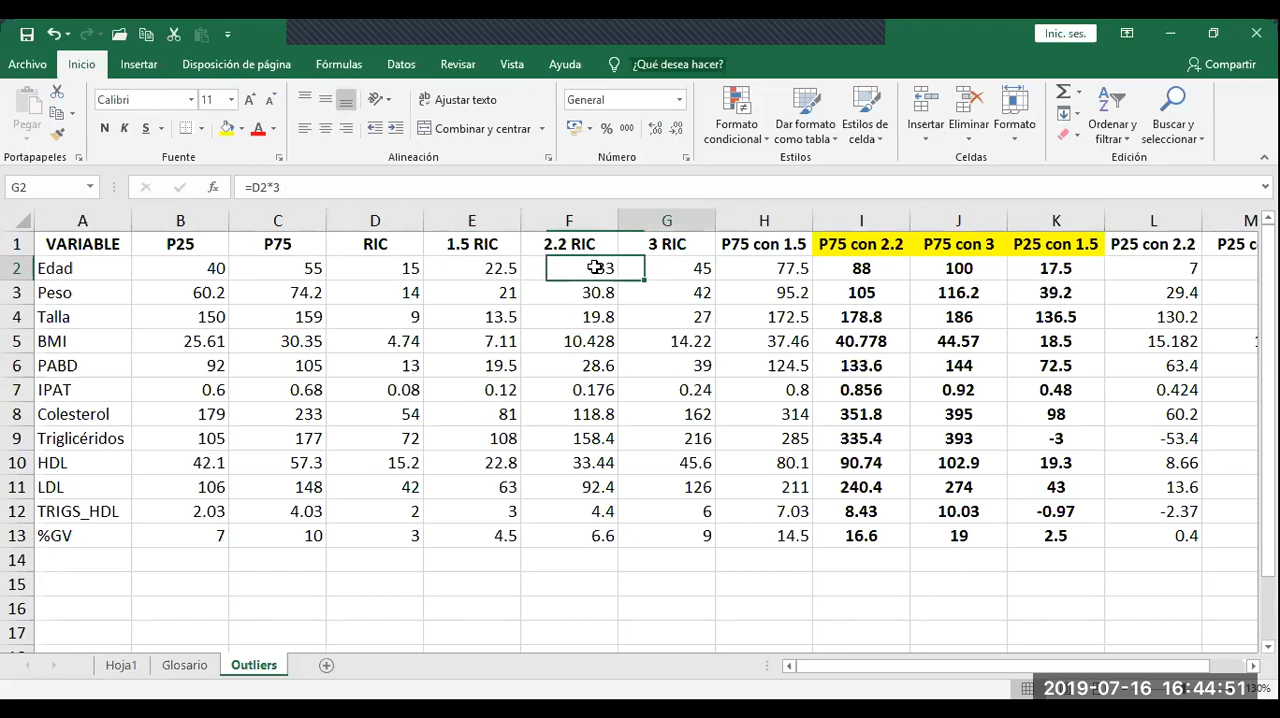 Inic. ses.
Archivo Inicio Insertar Disposición de página Fórmulas Datos Revisar Vista Ayuda ¿Qué desea hacer? Compartir
Pegar
Calibri 11
N K S
Ajustar texto
Combinar y centrar
General
% 000
Formato condicional
Dar formato como tabla
Estilos de celda
Insertar Eliminar Formato
Ordenar y filtrar
Buscar y seleccionar
Portapapeles Fuente Alineación Número Estilos Celdas Edición
G2 fx =D2*3
A B C D E F G H I J K L M
1 VARIABLE P25 P75 RIC 1.5 RIC 2.2 RIC 3 RIC P75 con 1.5 P75 con 2.2 P75 con 3 P25 con 1.5 P25 con 2.2 P25 c
2 Edad 40 55 15 22.5 33 45 77.5 88 100 17.5 7
3 Peso 60.2 74.2 14 21 30.8 42 95.2 105 116.2 39.2 29.4
4 Talla 150 159 9 13.5 19.8 27 172.5 178.8 186 136.5 130.2
5 BMI 25.61 30.35 4.74 7.11 10.428 14.22 37.46 40.778 44.57 18.5 15.182 1
6 PABD 92 105 13 19.5 28.6 39 124.5 133.6 144 72.5 63.4
7 IPAT 0.6 0.68 0.08 0.12 0.176 0.24 0.8 0.856 0.92 0.48 0.424
8 Colesterol 179 233 54 81 118.8 162 314 351.8 395 98 60.2
9 Triglicéridos 105 177 72 108 158.4 216 285 335.4 393 -3 -53.4
10 HDL 42.1 57.3 15.2 22.8 33.44 45.6 80.1 90.74 102.9 19.3 8.66
11 LDL 106 148 42 63 92.4 126 211 240.4 274 43 13.6
12 TRIGS_HDL 2.03 4.03 2 3 4.4 6 7.03 8.43 10.03 -0.97 -2.37
13 %GV 7 10 3 4.5 6.6 9 14.5 16.6 19 2.5 0.4
14
15
16
17
Hoja1 Glosario Outliers
2019-07-16 16:44:51 130%